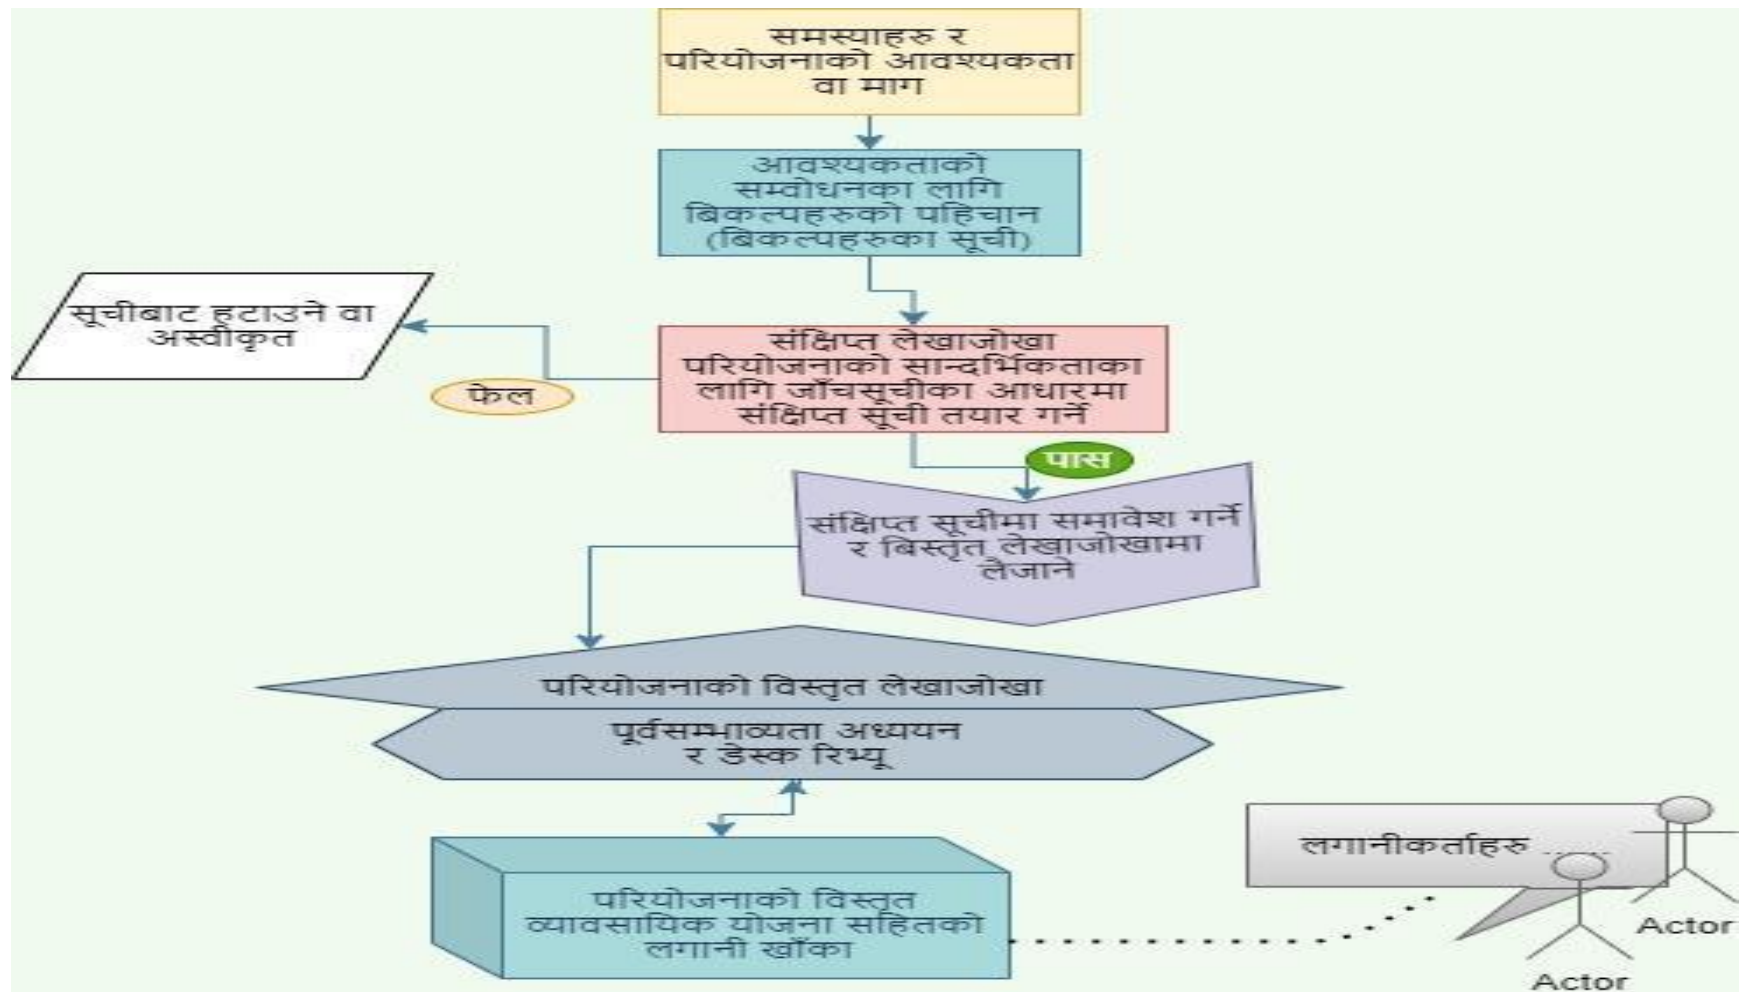 समस्याहरु र
परियोजनाको आवश्यकता
वा माग
आवश्यकताको
सम्वोधनका लागि
बिकल्पहरुको पहिचान
(बिकल्पहरुका सूची)
सूचीबाट हटाउने वा
अस्वीकृत
संक्षिप्त लेखाजोखा
परियोजनाको सान्दर्भिकताका
लागि जाँचसूचीका आधारमा
संक्षिप्त सूची तयार गर्ने
फेल
पास
संक्षिप्त सूचीमा समावेश गर्ने
र बिस्तृत लेखाजोखामा
लेजाने
परियोजनाको विस्तृत लेखाजोखा
पूर्वसम्भाव्यता अध्ययन
र डेस्क रिभ्यू
लगानीकर्ताहरु ........
परियोजनाको विस्तृत
व्यावसायिक योजना सहितको
लगानी खाँका
Actor
Actor